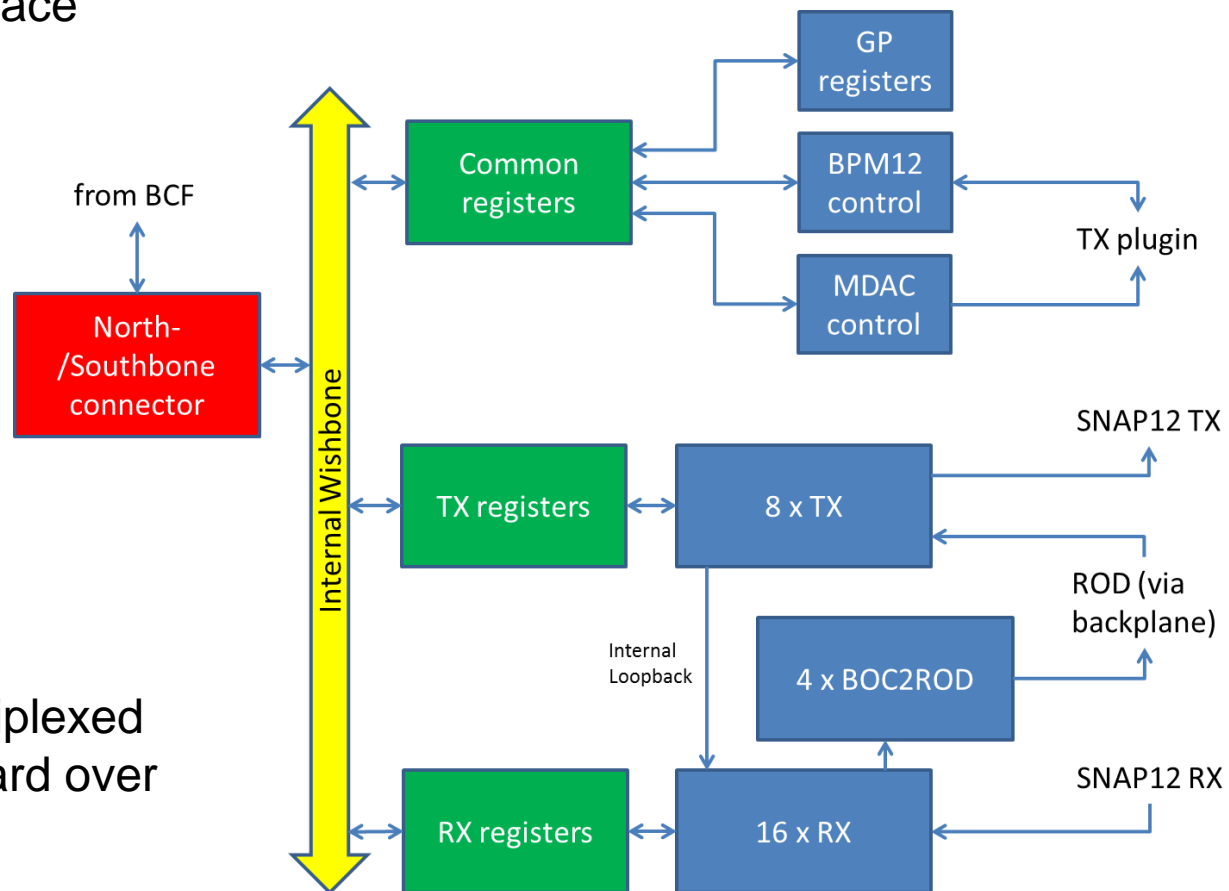 GP
registers
Common
registers
BPM12
control
from BCF
TX plugin
MDAC
control
North-
/Southbone
connector
Internal Wishbone
SNAP12 TX
TX registers
8 x TX
ROD (via
backplane)
Internal
Loopback
4 x BOC2ROD
ard over
SNAP12 RX
RX registers
16 x RX